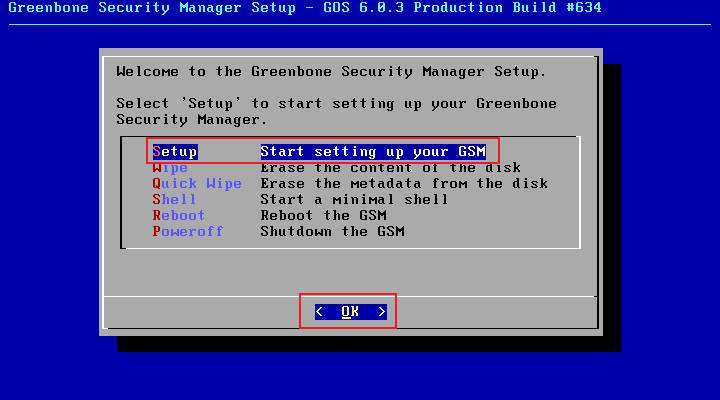 Greenbone Security Manager Setup - GOS 6.0.3 Production Build #634
Welcome to the Greenbone Security Manager Setup.
Select 'Setup' to start setting up your Greenbone
Security Manager.
Setup Start setting up your GSM
Wipe Erase the content of the disk
Quick Wipe Erase the metadata from the disk
Shell Start a minimal shell
Reboot Reboot the GSM
Poweroff Shutdown the GSM
< OK >